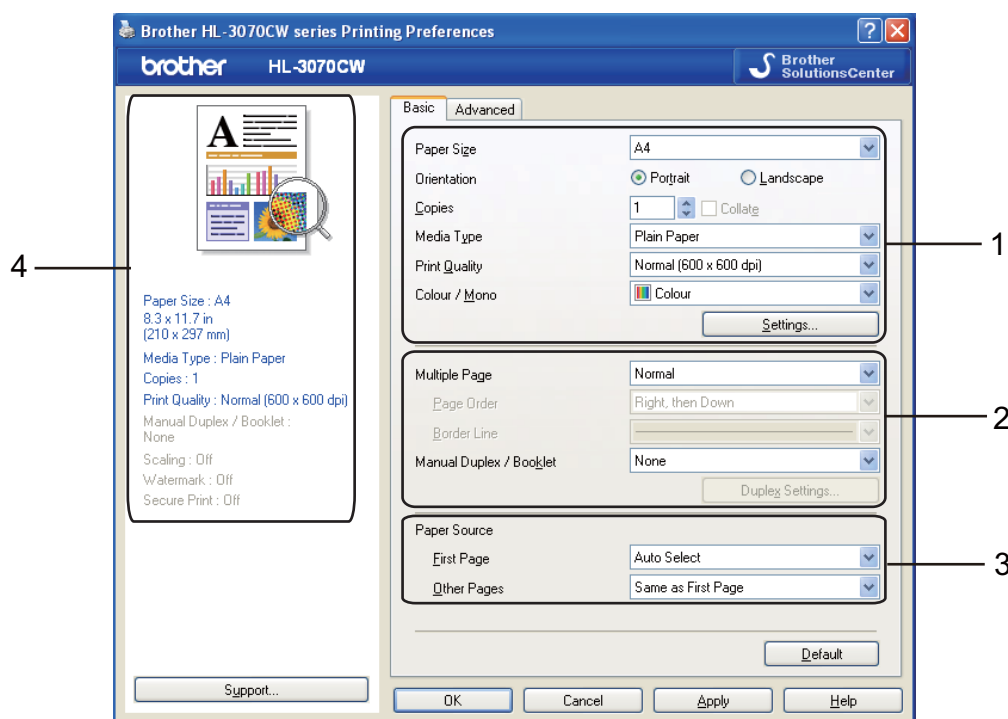 Brother HL-3070CW series Printing Preferences
brother HL-3070CW
Brother
SolutionsCenter
4
A
Paper Size : A4
8.3 x 11.7 in
(210 x 297 mm)
Media Type : Plain Paper
Copies : 1
Print Quality : Normal (600 x 600 dpi)
Manual Duplex / Booklet :
None
Scaling : Off
Watermark : Off
Secure Print : Off
Support...
Basic Advanced
Paper Size A4
Orientation Portrait Landscape
Copies 1 Collate
Media Type Plain Paper
Print Quality Normal (600 x 600 dpi)
Colour / Mono Colour
Settings...
1
Multiple Page Normal
Page Order Right, then Down
Border Line
Manual Duplex / Booklet None
Duplex Settings...
2
Paper Source
First Page Auto Select
Other Pages Same as First Page
3
Default
OK Cancel Apply Help